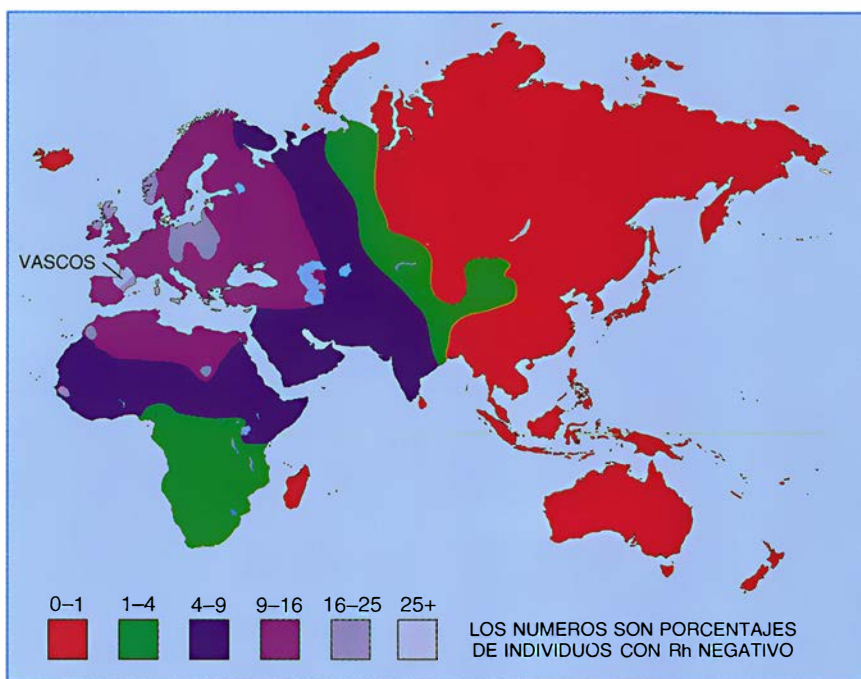 VASCOS
0–1 1–4 4–9 9–16 16–25 25+
LOS NUMEROS SON PORCENTAJES
DE INDIVIDUOS CON Rh NEGATIVO